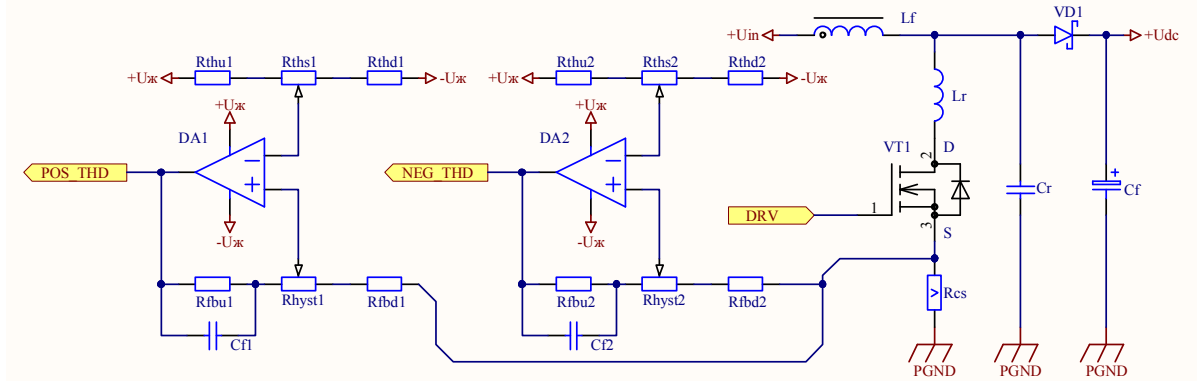 Lf
VD1
+Uin
+Udc
Rthu1
Rths1
Rthd1
Rthu2
Rths2
Rthd2
+Uж
-Uж
+Uж
-Uж
Lr
+Uж
+Uж
DA1
DA2
VT1
2
D
POS_THD
NEG_THD
Cr
+
Cf
DRV
1
3
S
-Uж
-Uж
Rfbu1
Rhyst1
Rfbd1
Rfbu2
Rhyst2
Rfbd2
Rcs
Cf1
Cf2
PGND
PGND
PGND